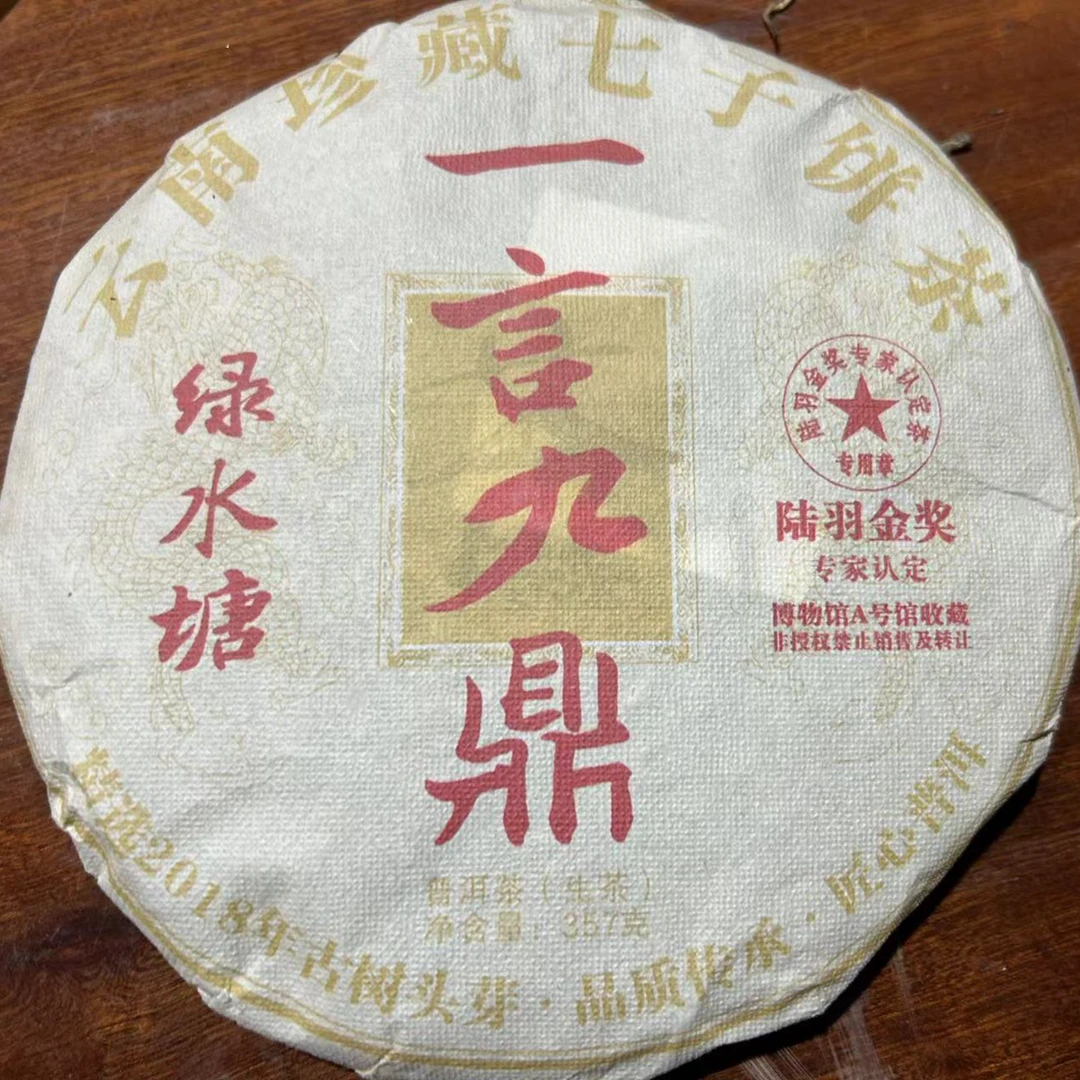 云南珍藏七子饼茶
一言九鼎
绿水塘
陆羽金奖专家认定茶
专用章
陆羽金奖
专家认定
博物馆A号馆收藏
非授权禁止销售及转让
普洱茶（生茶）
净含量：357克
精选2018年古树头芽·品质传承·匠心普洱